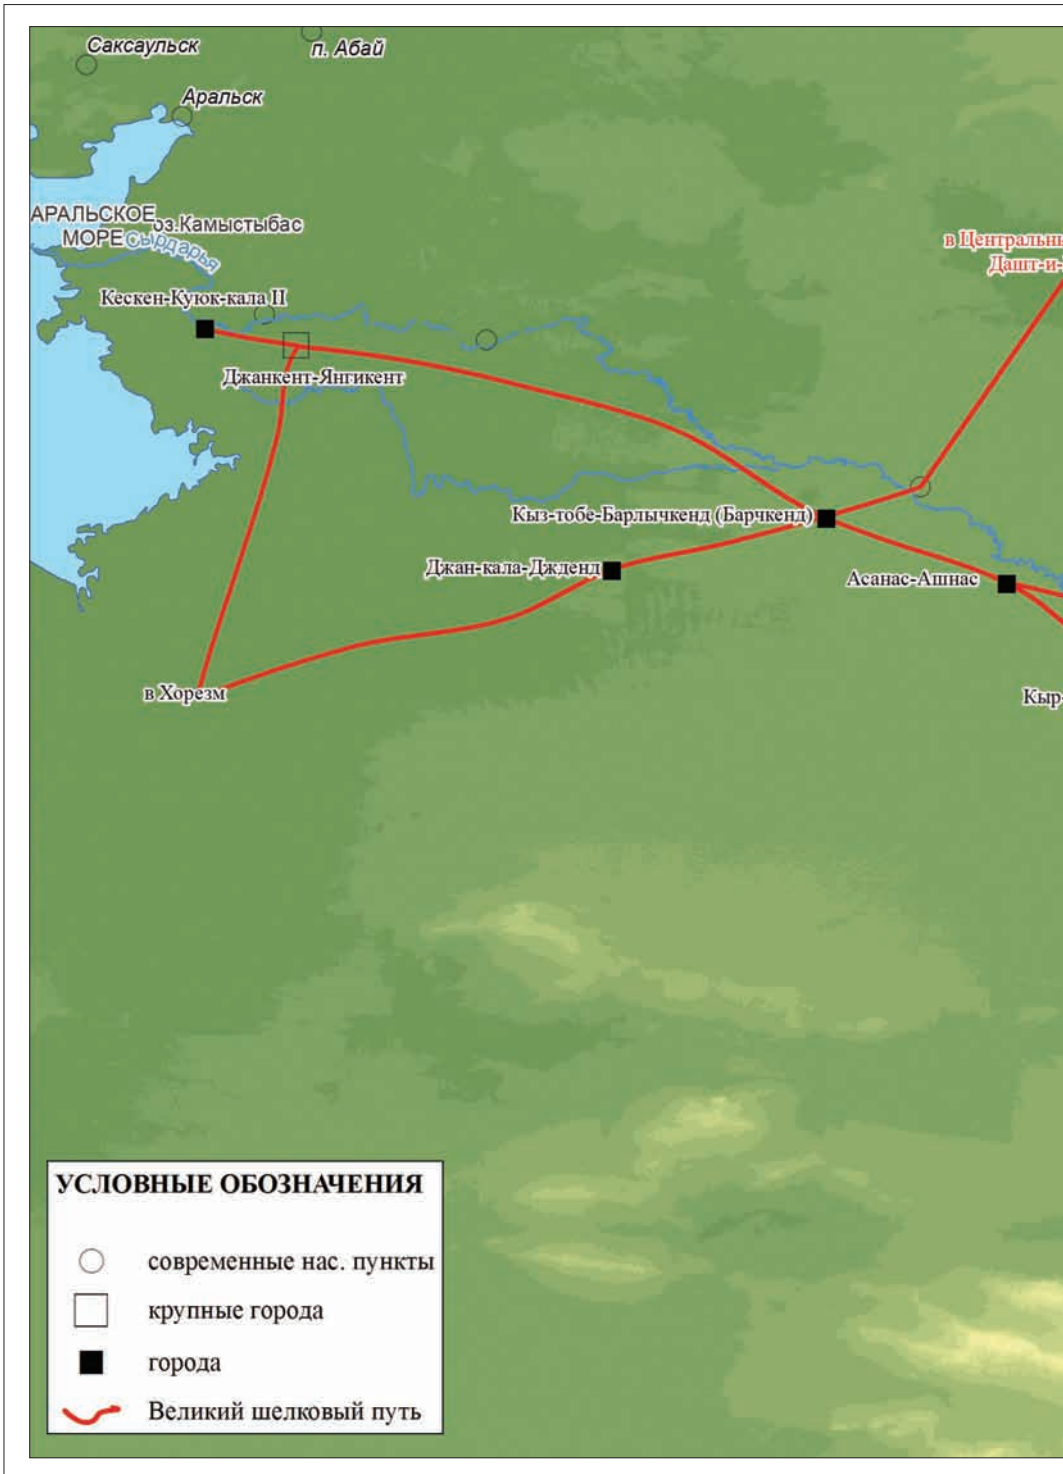 Саксаульск
п. Абай
Аральск
АРАЛЬСКОЕ
МОРЕ
оз.Камыстыбас
Сырдарья
в Центральны
Дашт-и-
Кескен-Куюк-кала II
Джанкент-Янгикент
Кыз-тобе-Барлычкенд (Барчкенд)
Джан-кала-Джденд
Асанас-Ашнас
в Хорезм
Кыр-
УСЛОВНЫЕ ОБОЗНАЧЕНИЯ
современные нас. пункты
крупные города
города
Великий шелковый путь